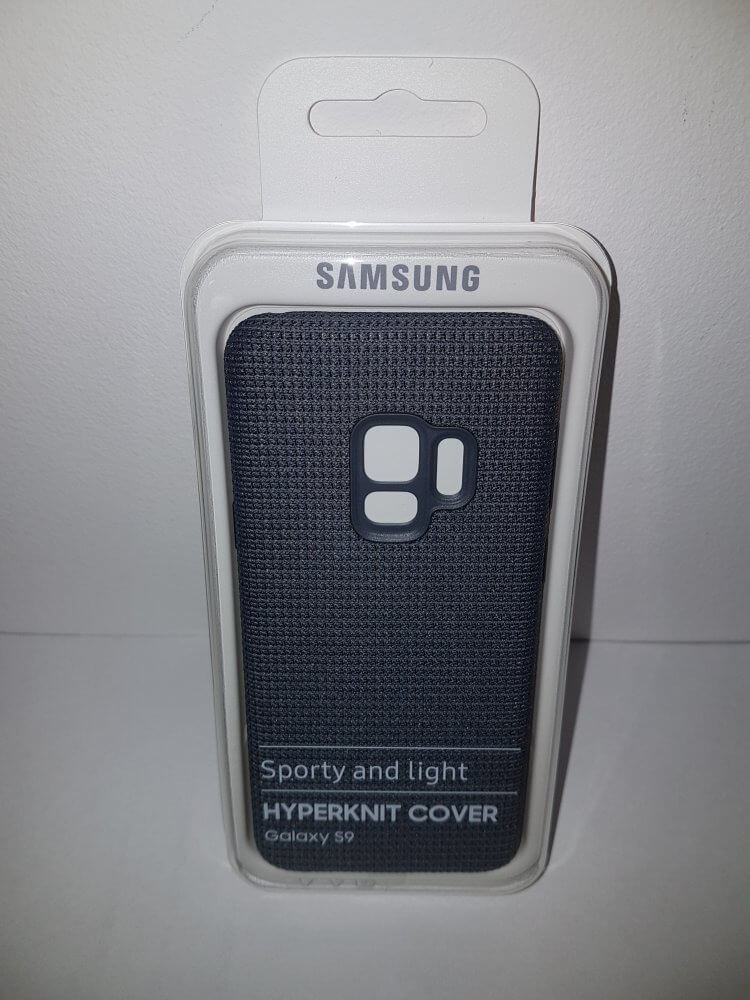 SAMSUNG
Sporty and light
HYPERKNIT COVER
Galaxy S9